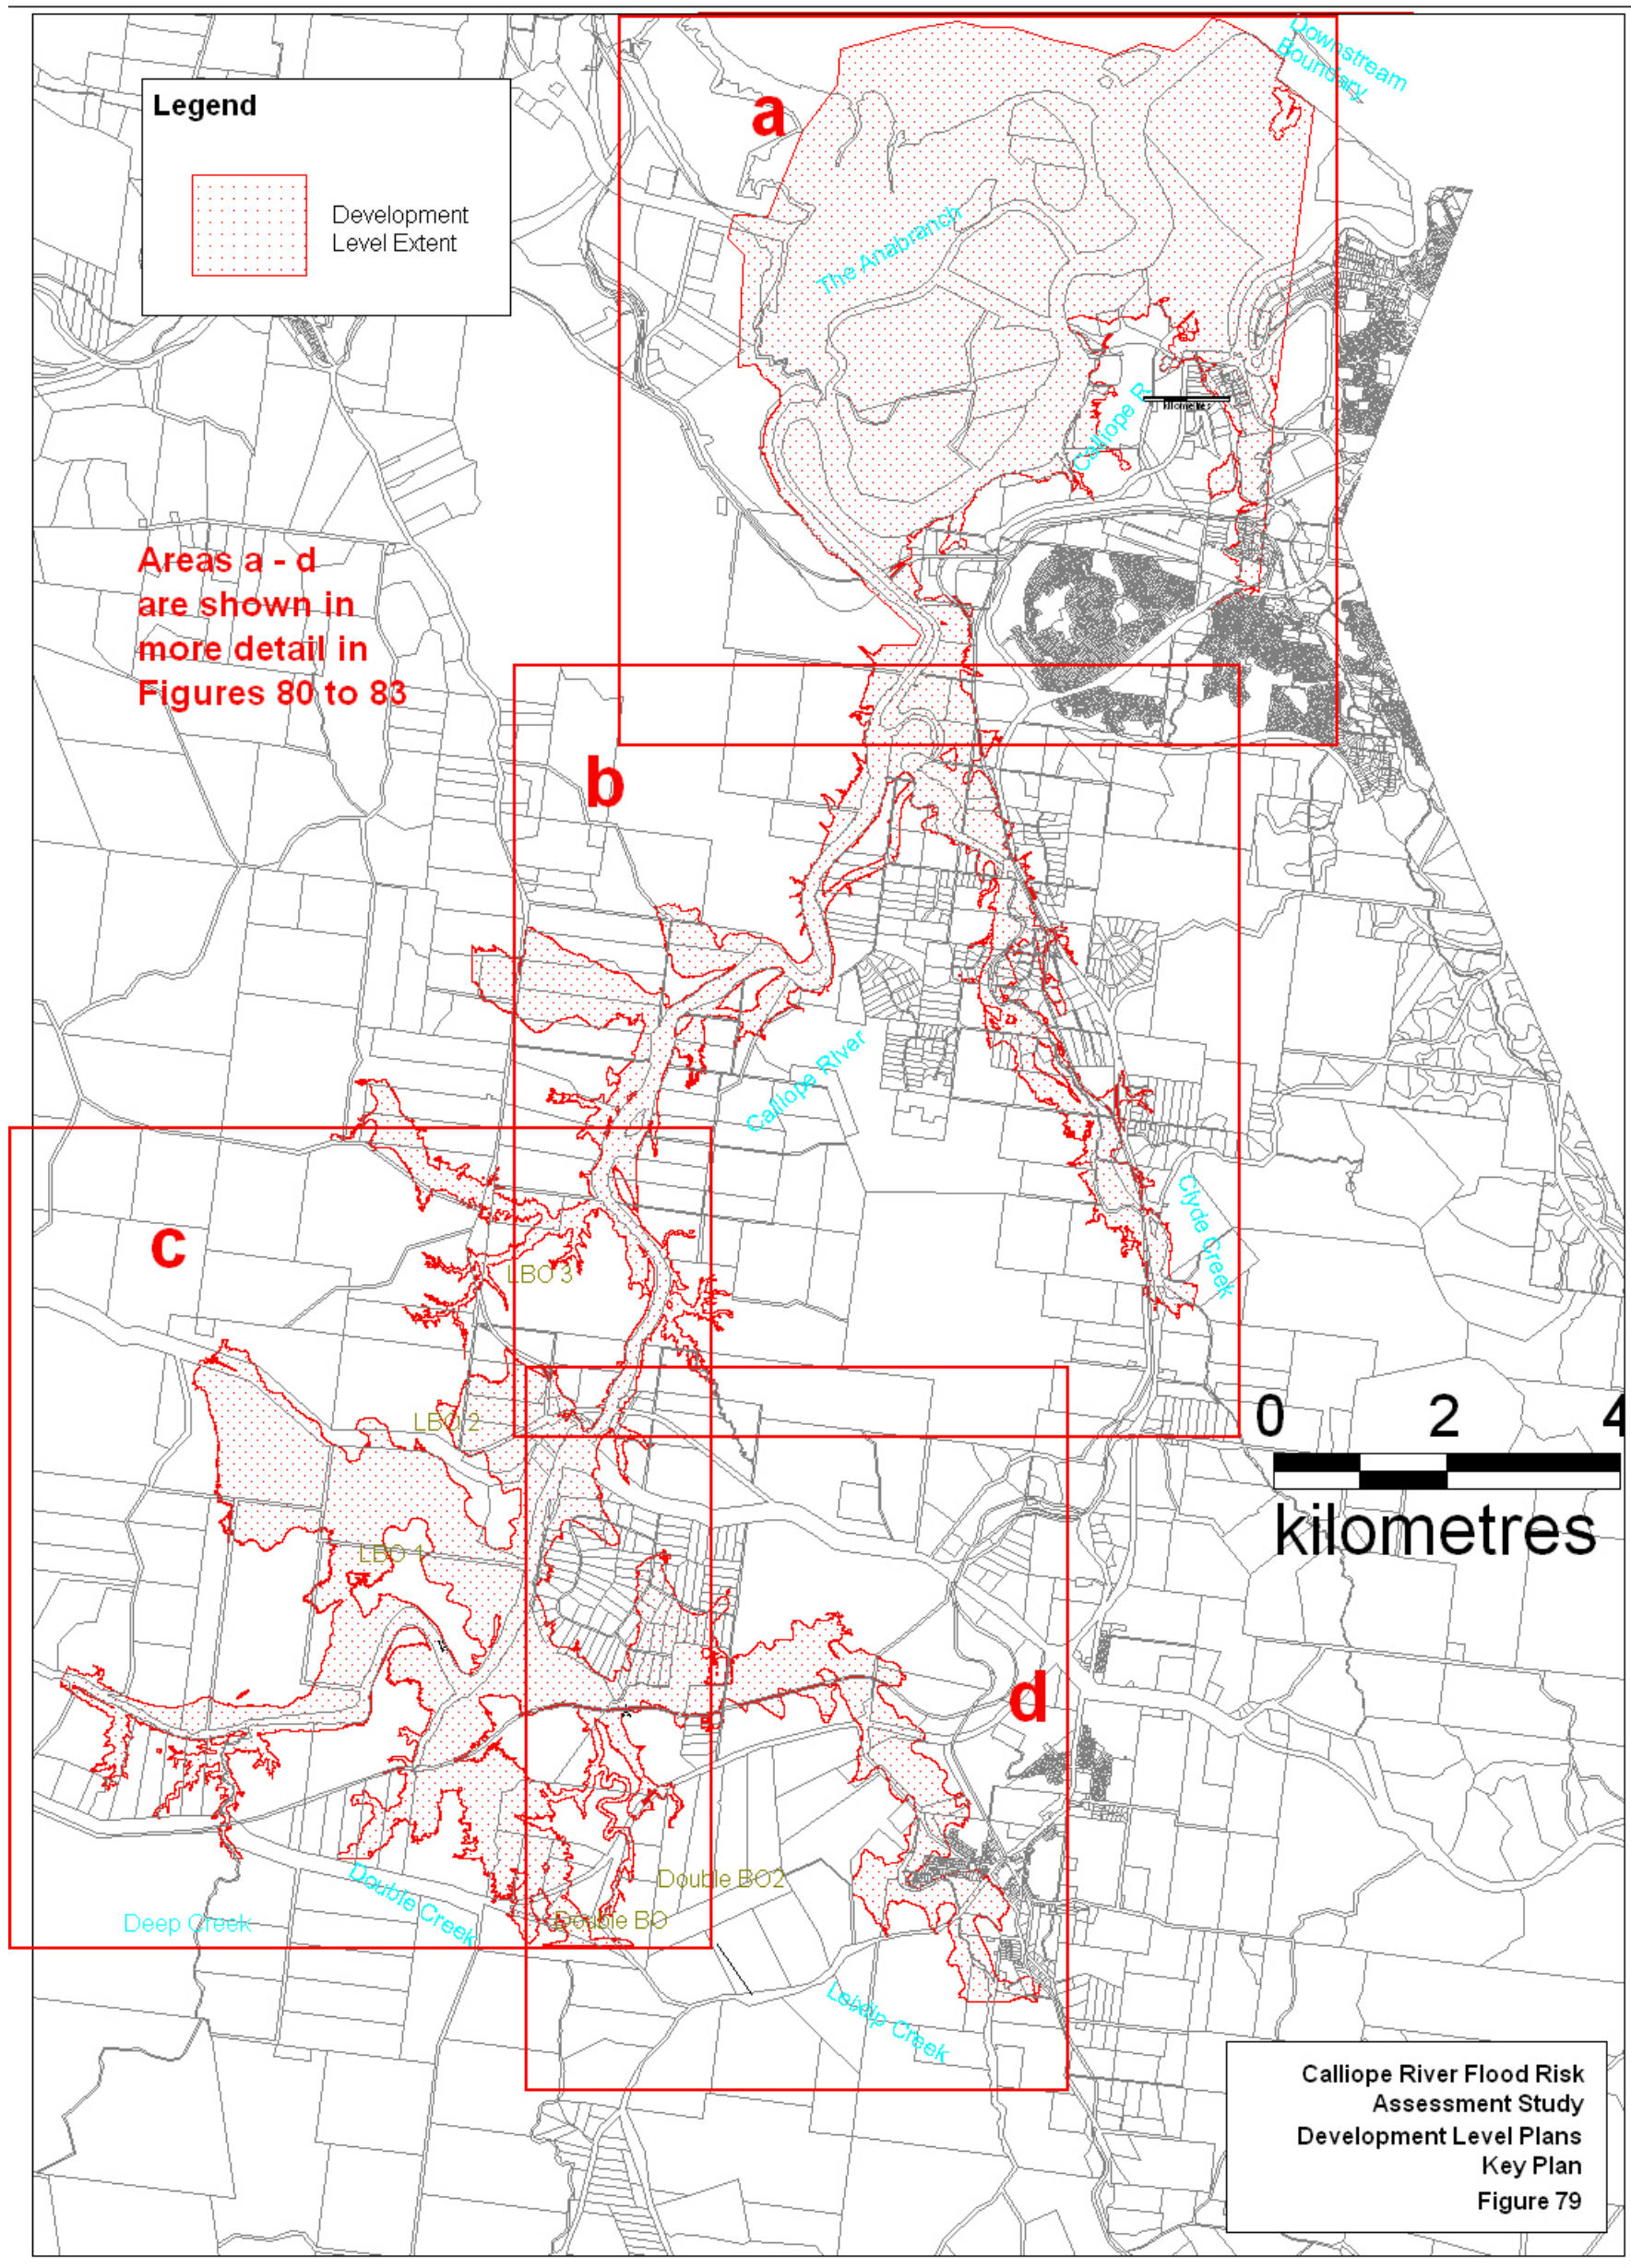 Downstream
Boundary
Legend
a
Development
Level Extent
The Anabranch
Calliope R
kilometres
Areas a - d
are shown in
more detail in
Figures 80 to 83
b
Calliope River
Clyde Creek
c
LBO 3
0 2 4
kilometres
LBO 2
LBO 1
d
Double BO2
Double Creek
Deep Creek
Double BO
Leixlip Creek
Calliope River Flood Risk
Assessment Study
Development Level Plans
Key Plan
Figure 79